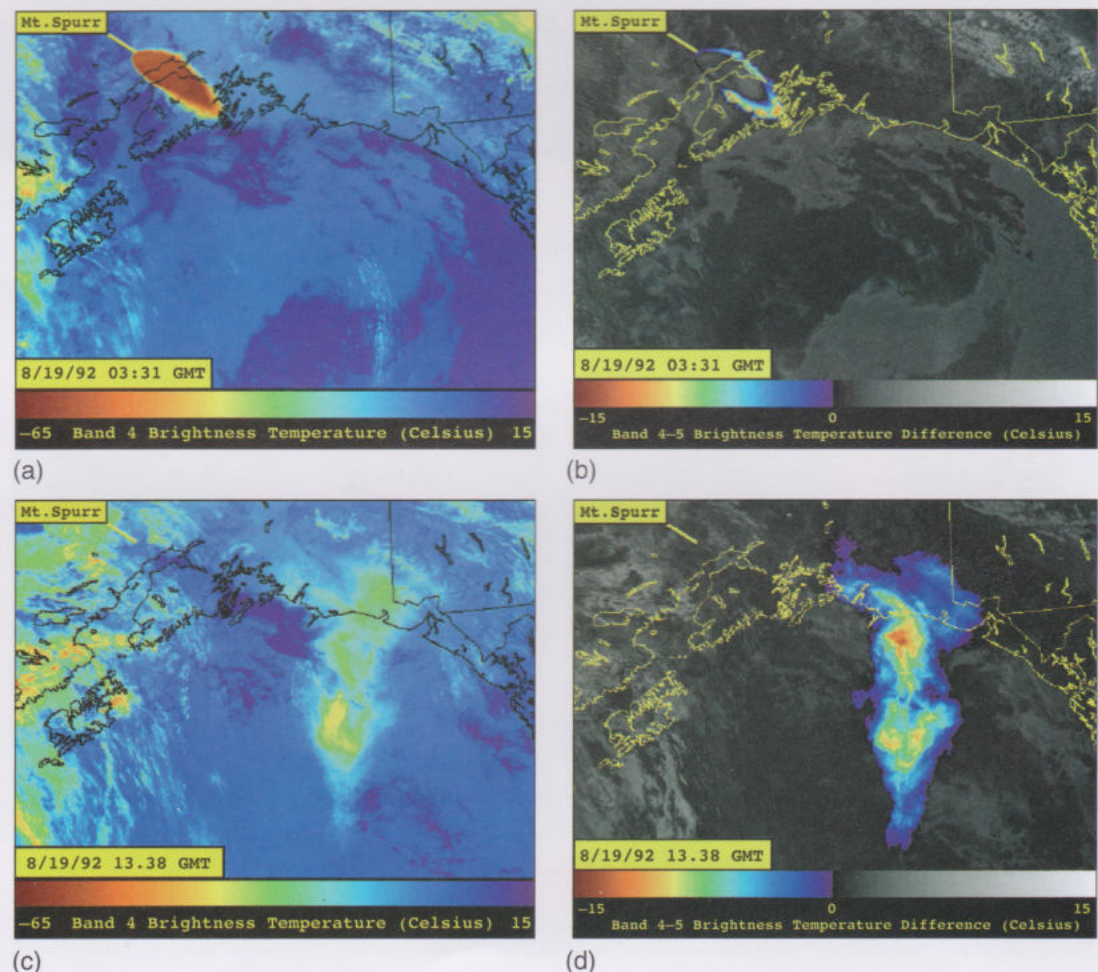 Mt.Spurr
8/19/92 03:31 GMT
−65 Band 4 Brightness Temperature (Celsius) 15
(a)
Mt.Spurr
8/19/92 03:31 GMT
−15 0 15
Band 4−5 Brightness Temperature Difference (Celsius)
(b)
Mt.Spurr
8/19/92 13.38 GMT
−65 Band 4 Brightness Temperature (Celsius) 15
(c)
Mt.Spurr
8/19/92 13.38 GMT
−15 0 15
Band 4−5 Brightness Temperature Difference (Celsius)
(d)